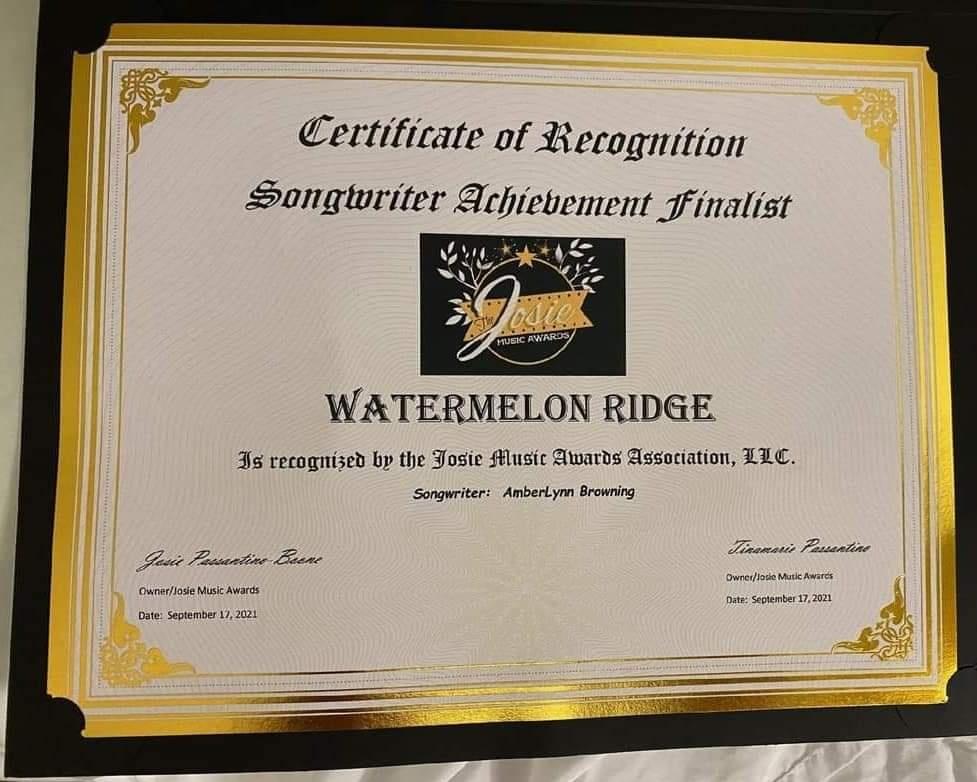 Certificate of Recognition
Songwriter Achievement Finalist
The Josie
MUSIC AWARDS
WATERMELON RIDGE
Is recognized by the Josie Music Awards Association, LLC.
Songwriter: AmberLynn Browning
Josie Passantino-Boone
Owner/Josie Music Awards
Date: September 17, 2021
Tinamarie Passantino
Owner/Josie Music Awards
Date: September 17, 2021